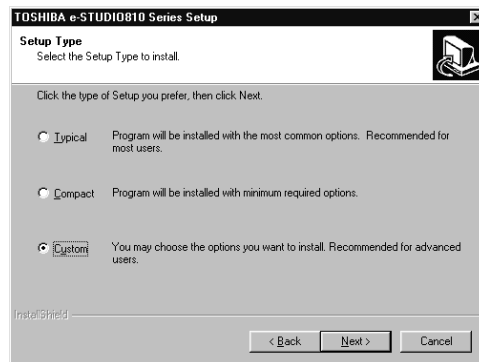 TOSHIBA e-STUDIO810 Series Setup
Setup Type
Select the Setup Type to install.
Click the type of Setup you prefer, then click Next.
Typical Program will be installed with the most common options. Recommended for
most users.
Compact Program will be installed with minimum required options.
Custom You may choose the options you want to install. Recommended for advanced
users.
InstallShield
< Back Next > Cancel